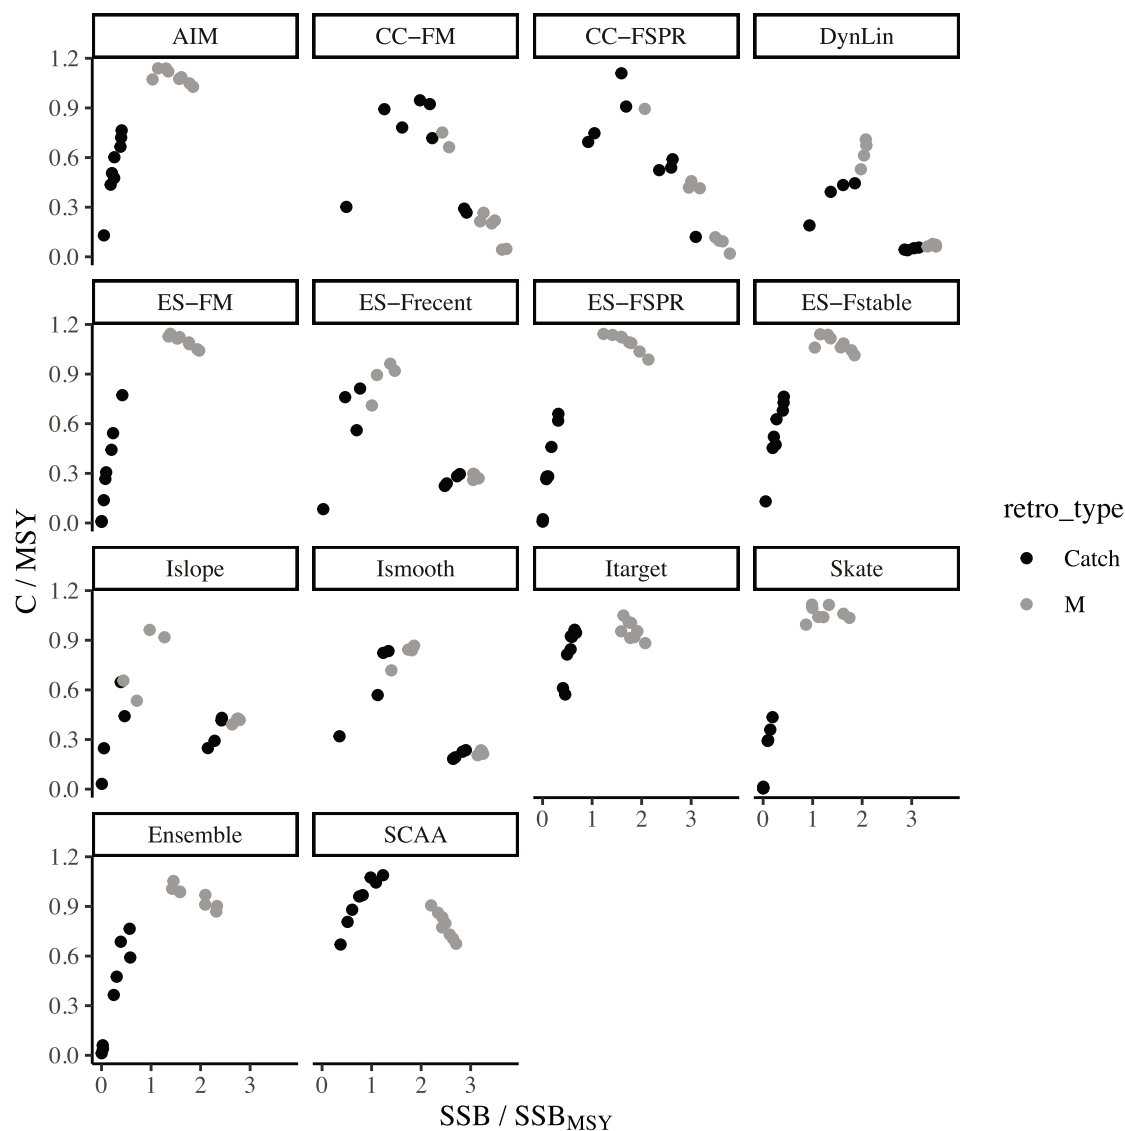 AIM CC−FM CC−FSPR DynLin
1.2
0.9
0.6
0.3
0.0
ES−FM ES−Frecent ES−FSPR ES−Fstable
1.2
0.9
0.6
0.3
0.0
Islope Ismooth Itarget Skate
1.2
0.9
0.6
0.3
0.0
0 1 2 3 0 1 2 3
Ensemble SCAA
1.2
0.9
0.6
0.3
0.0
0 1 2 3 0 1 2 3
C / MSY
SSB / SSBMSY
retro_type
Catch
M